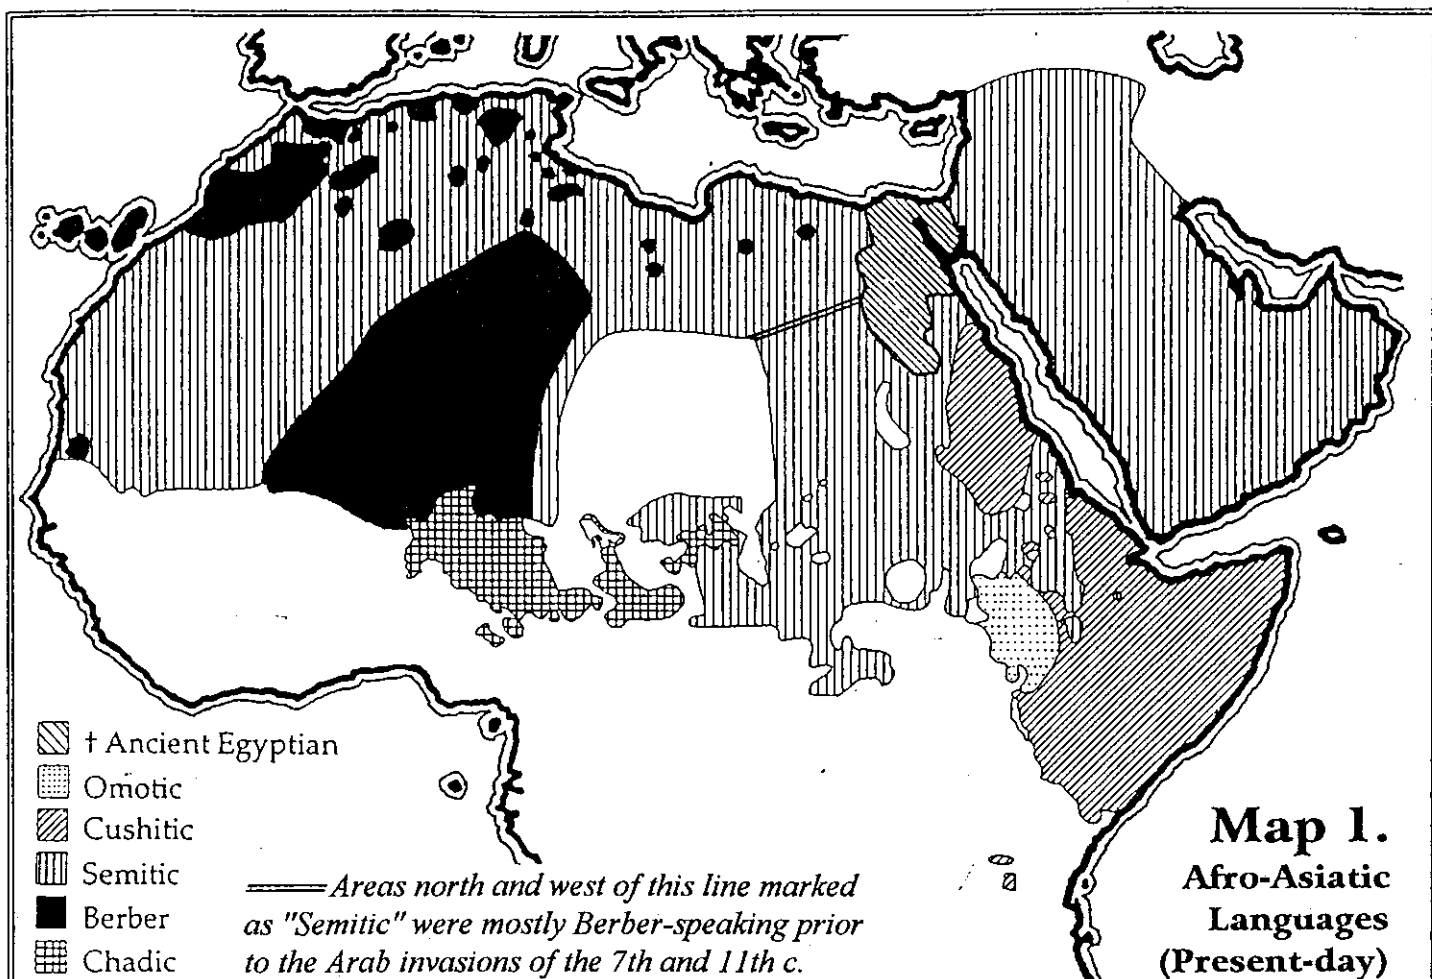 † Ancient Egyptian
Omotic
Cushitic
Semitic
Berber
Chadic
Areas north and west of this line marked
as "Semitic" were mostly Berber-speaking prior
to the Arab invasions of the 7th and 11th c.
Map 1.
Afro-Asiatic
Languages
(Present-day)